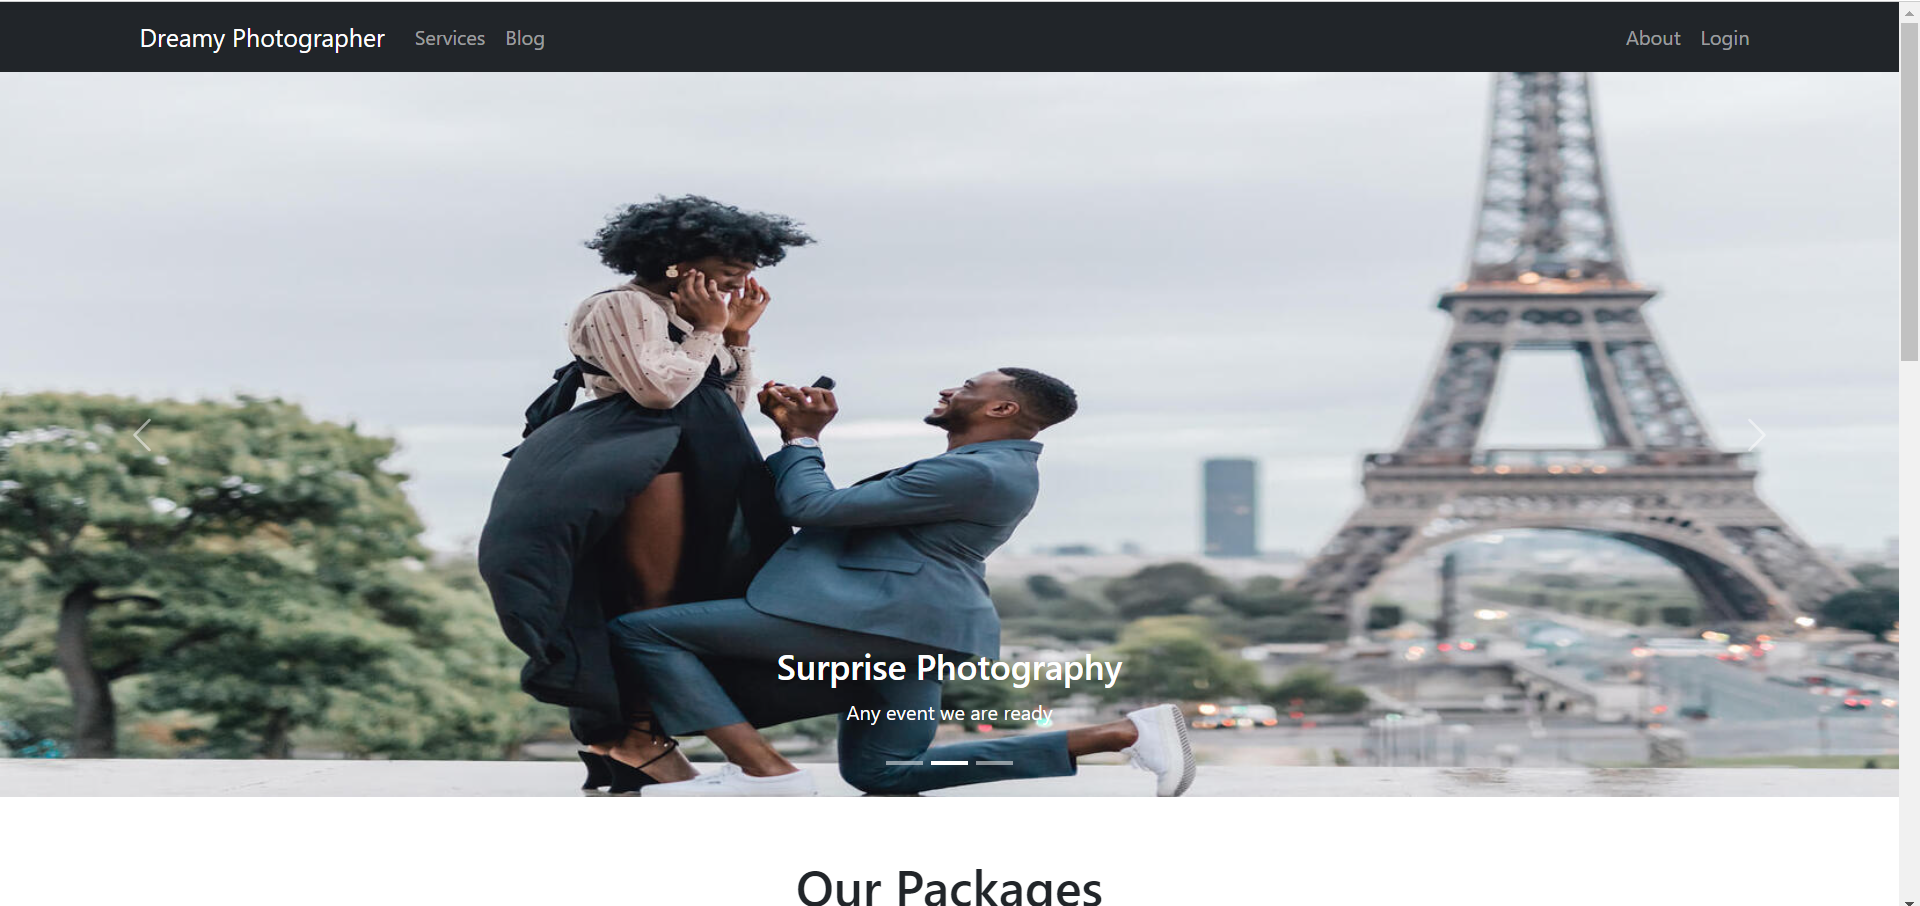 Dreamy Photographer Services Blog About Login
Surprise Photography
Any event we are ready
Our Packages